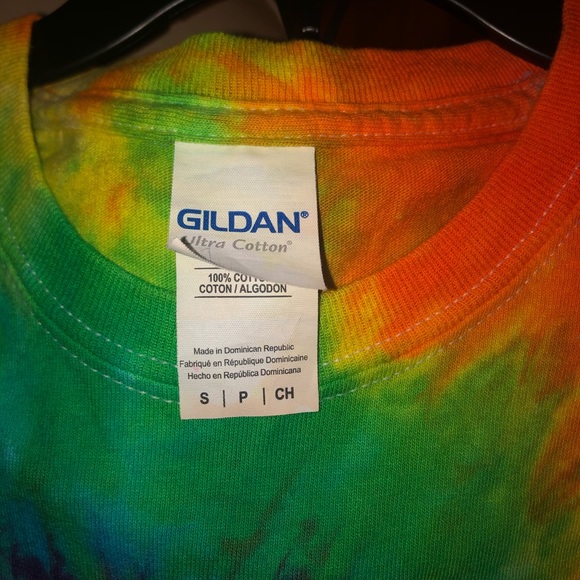 GILDAN®
Ultra Cotton®
100% COTTON
COTON / ALGODON
Made in Dominican Republic
Fabriqué en République Dominicaine
Hecho en República Dominicana
S | P | CH